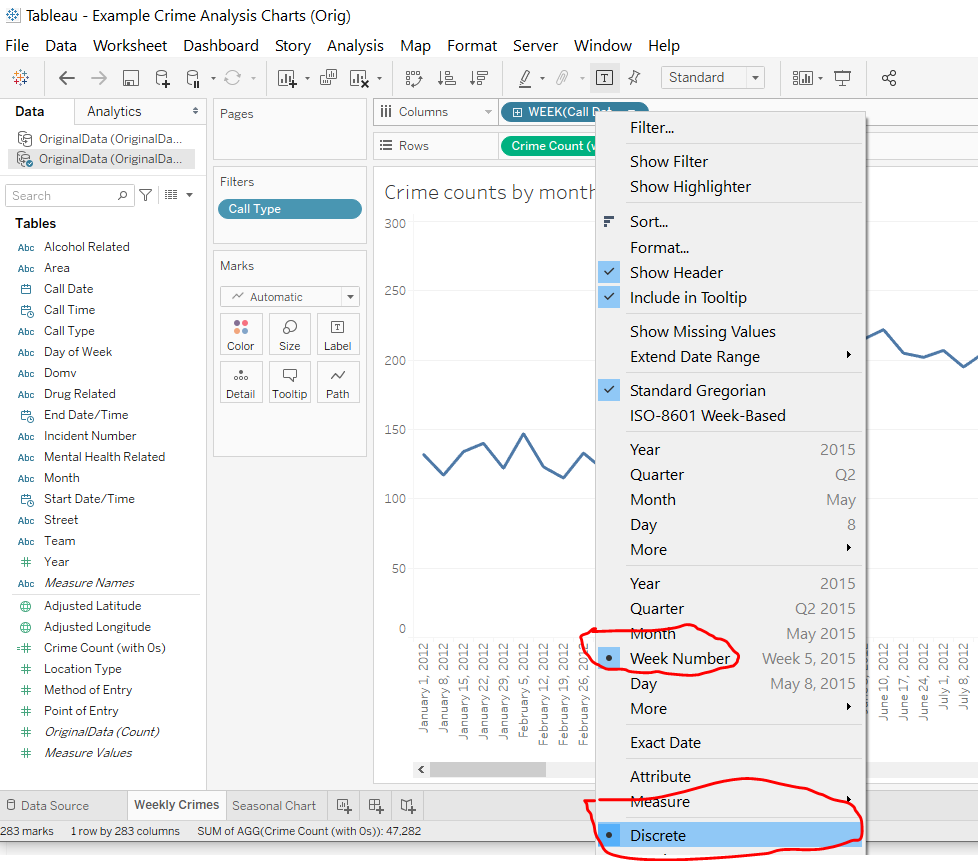 Tableau - Example Crime Analysis Charts (Orig)
File Data Worksheet Dashboard Story Analysis Map Format Server Window Help
Standard
Data Analytics
OriginalData (OriginalDa...
OriginalData (OriginalDa...
Search
Tables
Abc Alcohol Related
Abc Area
Call Date
Call Time
Abc Call Type
Abc Day of Week
Abc Domv
Abc Drug Related
End Date/Time
Abc Incident Number
Abc Mental Health Related
Abc Month
Start Date/Time
Abc Street
Abc Team
# Year
Abc Measure Names
Adjusted Latitude
Adjusted Longitude
=# Crime Count (with 0s)
# Location Type
# Method of Entry
# Point of Entry
# OriginalData (Count)
# Measure Values
Pages
Filters
Call Type
Marks
Automatic
Color Size Label
Detail Tooltip Path
Columns WEEK(Call
Rows Crime Count (w
Crime counts by month
300
250
200
150
100
50
0
January 1, 2012
January 8, 2012
January 15, 2012
January 22, 2012
January 29, 2012
February 5, 2012
February 12, 2012
February 19, 2012
February 26, 2012
June 10, 2012
June 17, 2012
June 24, 2012
July 1, 2012
July 8, 2012
Filter...
Show Filter
Show Highlighter
Sort...
Format...
Show Header
Include in Tooltip
Show Missing Values
Extend Date Range
Standard Gregorian
ISO-8601 Week-Based
Year 2015
Quarter Q2
Month May
Day 8
More
Year 2015
Quarter Q2 2015
Month May 2015
Week Number Week 5, 2015
Day May 8, 2015
More
Exact Date
Attribute
Measure
Discrete
Data Source Weekly Crimes Seasonal Chart
283 marks 1 row by 283 columns SUM of AGG(Crime Count (with 0s)): 47,282